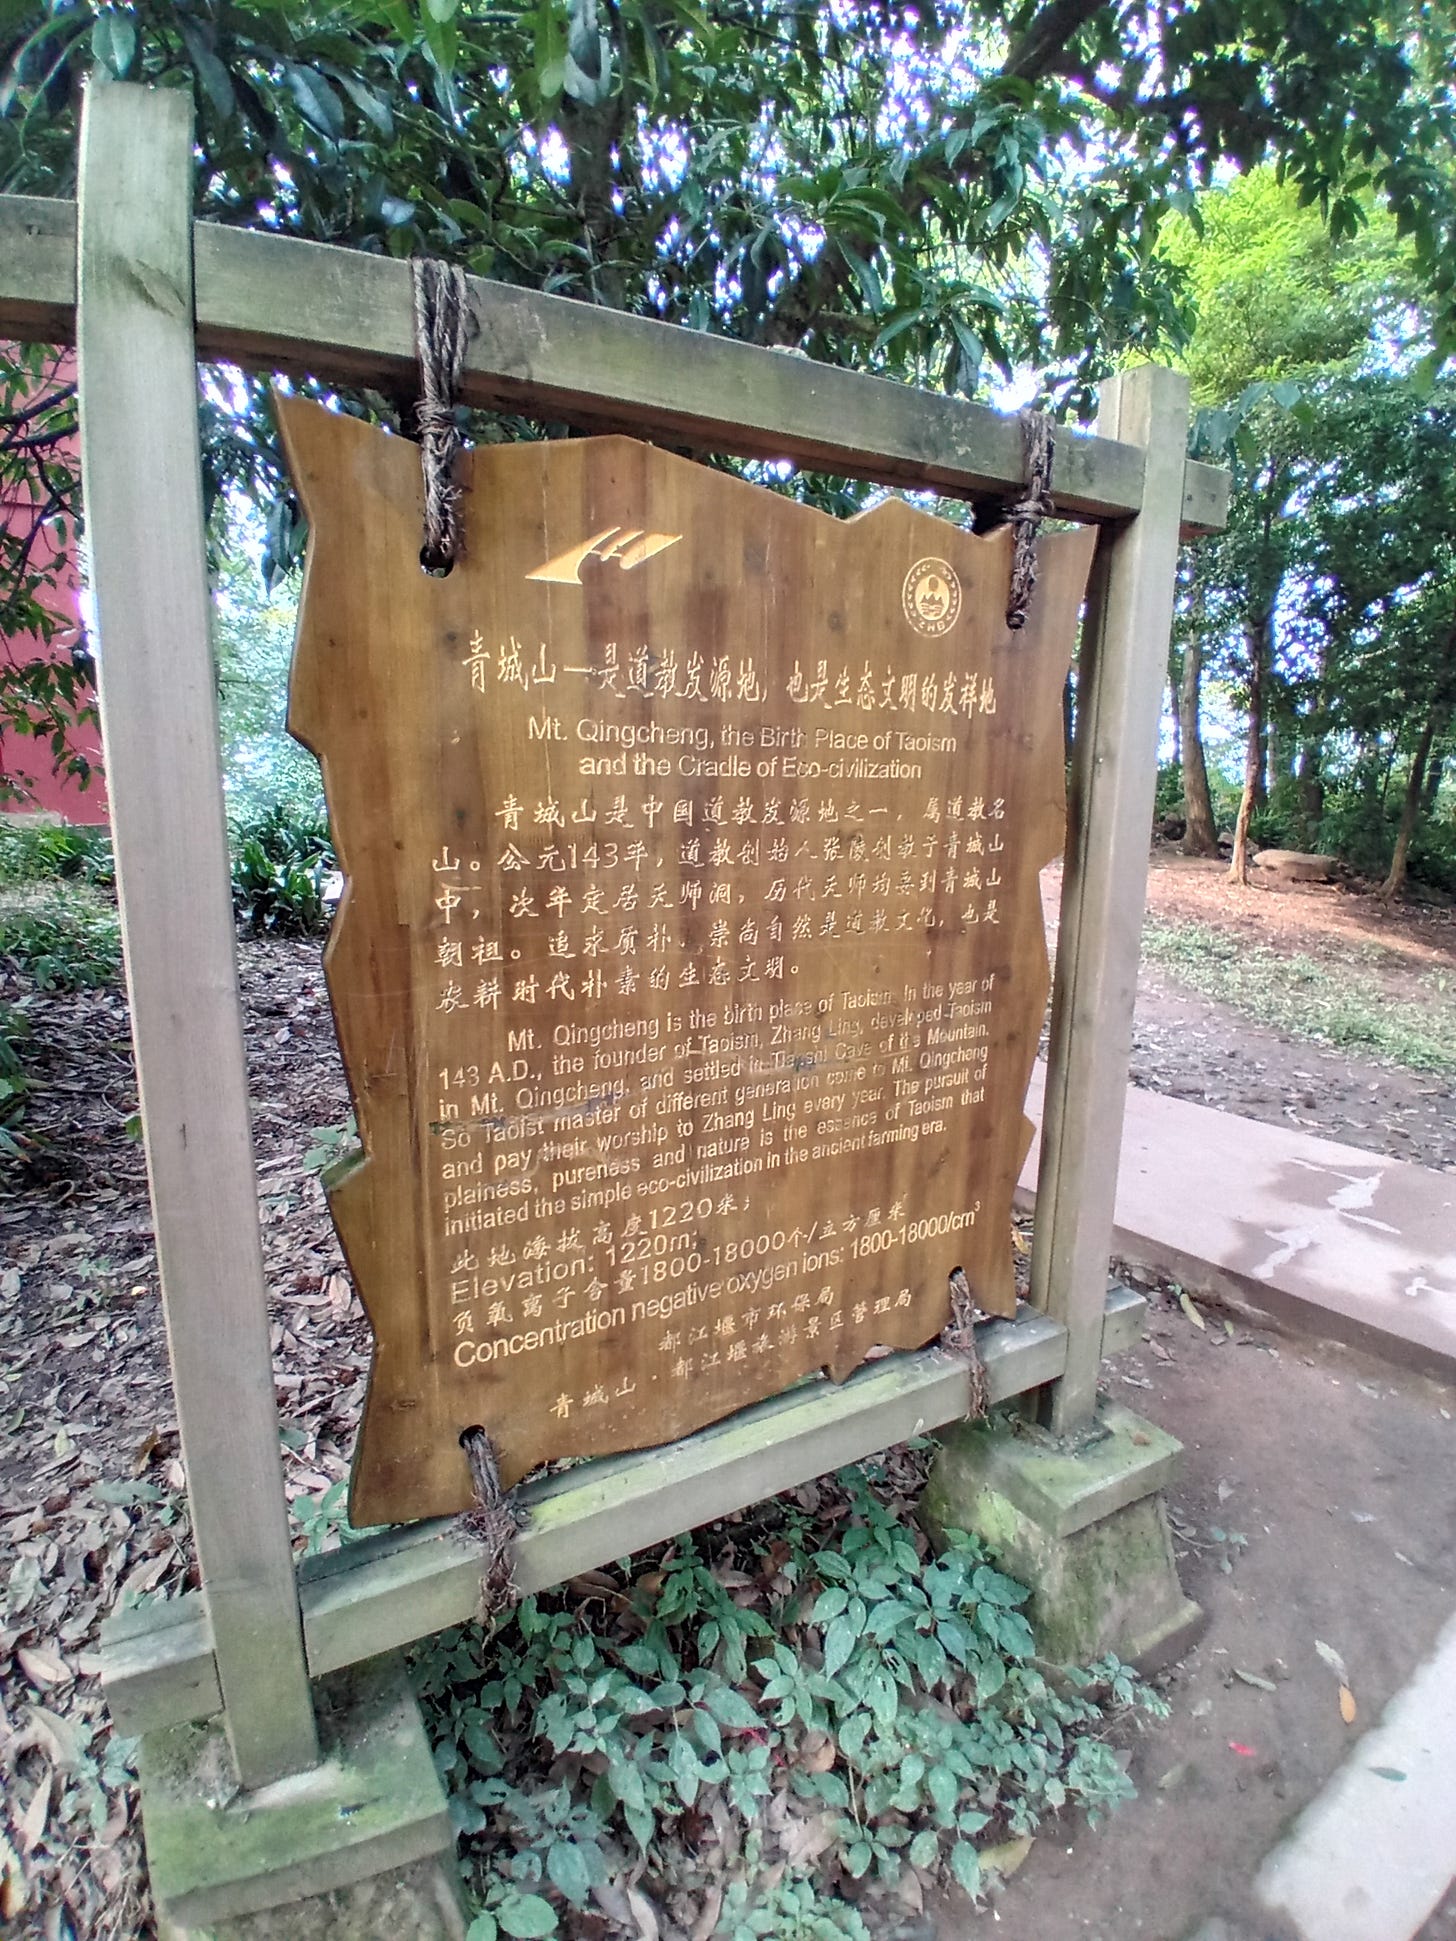 ZHB
青城山—是道教发源地，也是生态文明的发祥地
Mt. Qingcheng, the Birth Place of Taoism
and the Cradle of Eco-civilization
青城山是中国道教发源地之一，属道教名
山。公元143年，道教创始人张陵创教于青城山
中，次年定居天师洞，历代天师均要到青城山
朝祖。追求质朴、崇尚自然是道教文化，也是
农耕时代朴素的生态文明。
Mt. Qingcheng is the birth place of Taoism. In the year of
143 A.D., the founder of Taoism, Zhang Ling, developed Taoism
in Mt. Qingcheng, and settled in Tianshi Cave of the Mountain.
So Taoist master of different generation come to Mt. Qingcheng
and pay their worship to Zhang Ling every year. The pursuit of
plainess, pureness and nature is the essence of Taoism that
initiated the simple eco-civilization in the ancient farming era.
此地海拔高度1220米；
Elevation: 1220m;
负氧离子含量1800-18000个/立方厘米
Concentration negative oxygen ions: 1800-18000/cm³
都江堰市环保局
青城山·都江堰旅游景区管理局